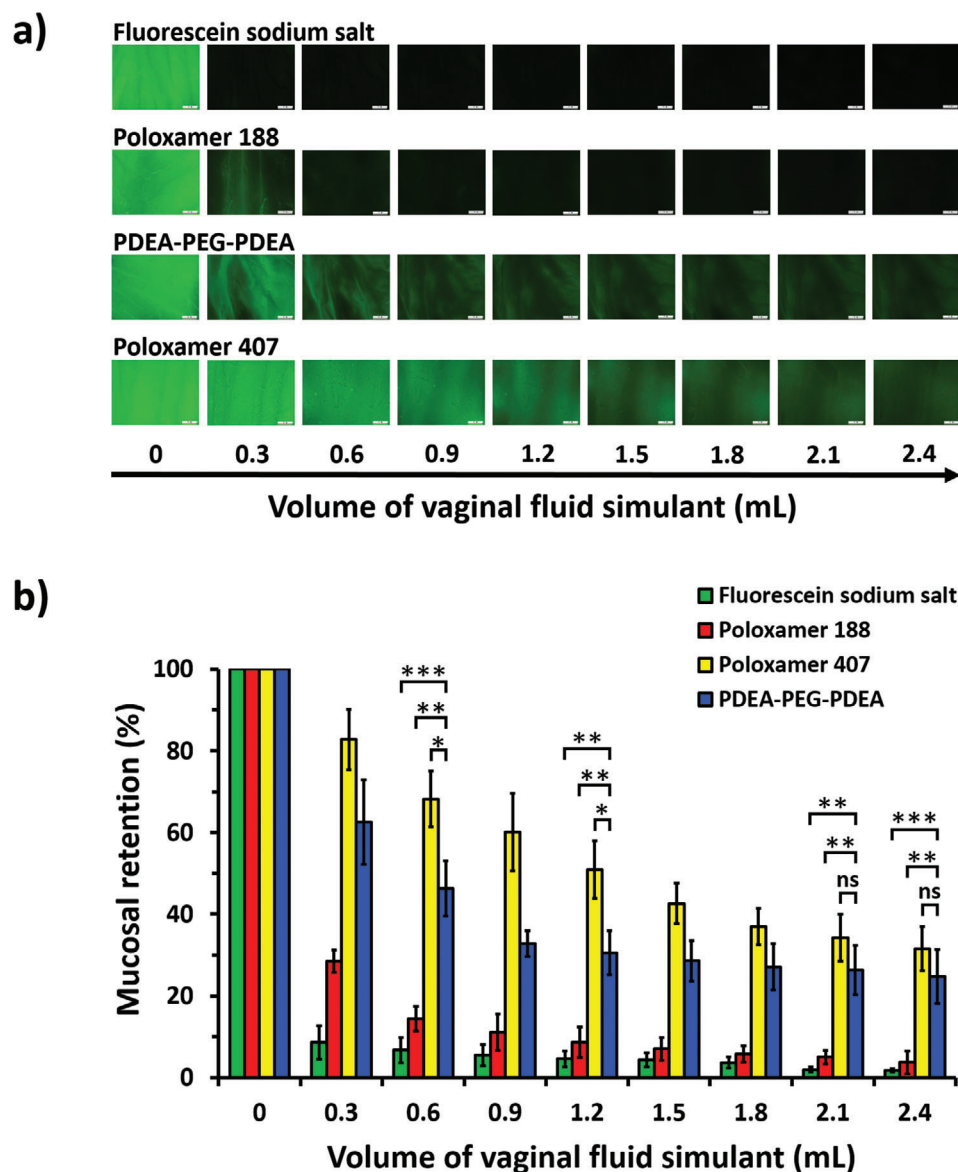 a)
Fluorescein sodium salt
Poloxamer 188
PDEA-PEG-PDEA
Poloxamer 407
0 0.3 0.6 0.9 1.2 1.5 1.8 2.1 2.4
Volume of vaginal fluid simulant (mL)
b)
Fluorescein sodium salt
Poloxamer 188
Poloxamer 407
PDEA-PEG-PDEA
Mucosal retention (%)
100
80
60
40
20
0
***
**
*
**
**
*
**
**
ns
***
**
ns
0 0.3 0.6 0.9 1.2 1.5 1.8 2.1 2.4
Volume of vaginal fluid simulant (mL)